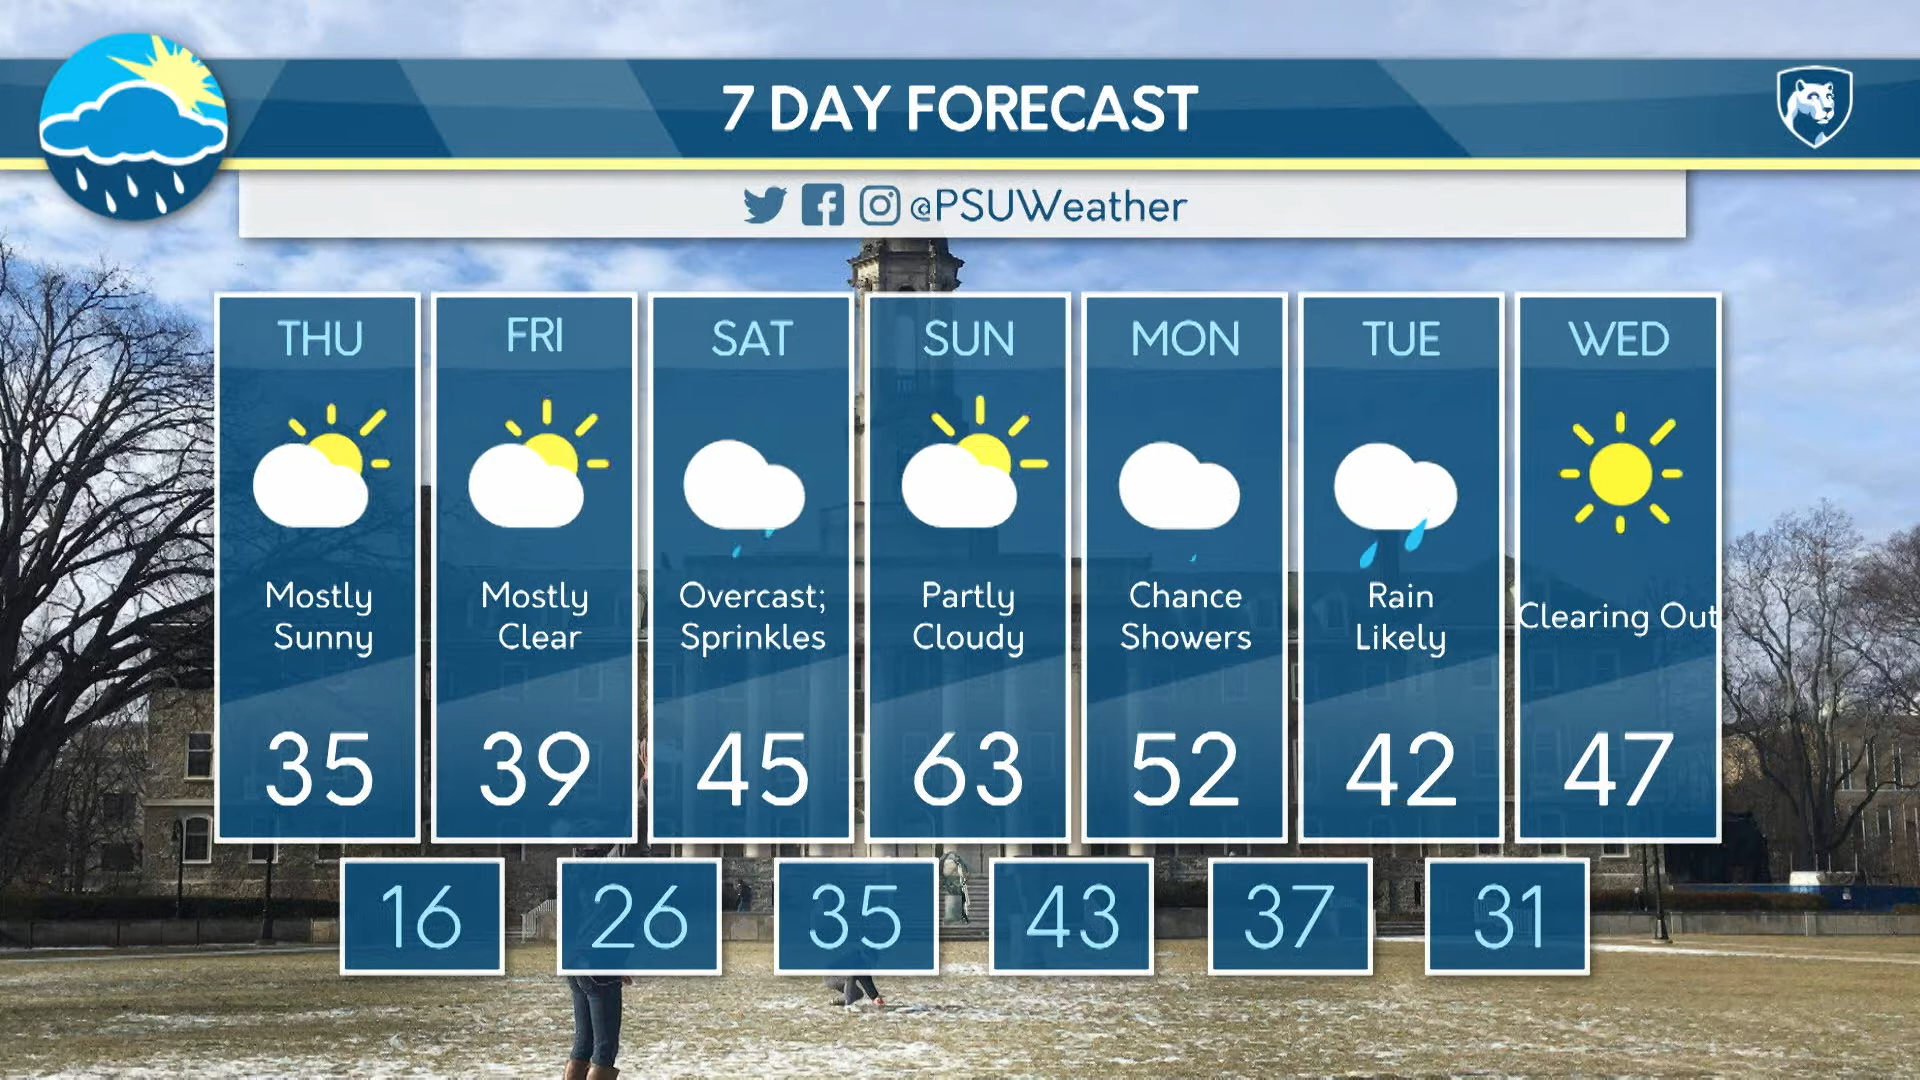 7 DAY FORECAST
@PSUWeather
THU
Mostly
Sunny
35
FRI
Mostly
Clear
39
SAT
Overcast;
Sprinkles
45
SUN
Partly
Cloudy
63
MON
Chance
Showers
52
TUE
Rain
Likely
42
WED
Clearing Out
47
16
26
35
43
37
31